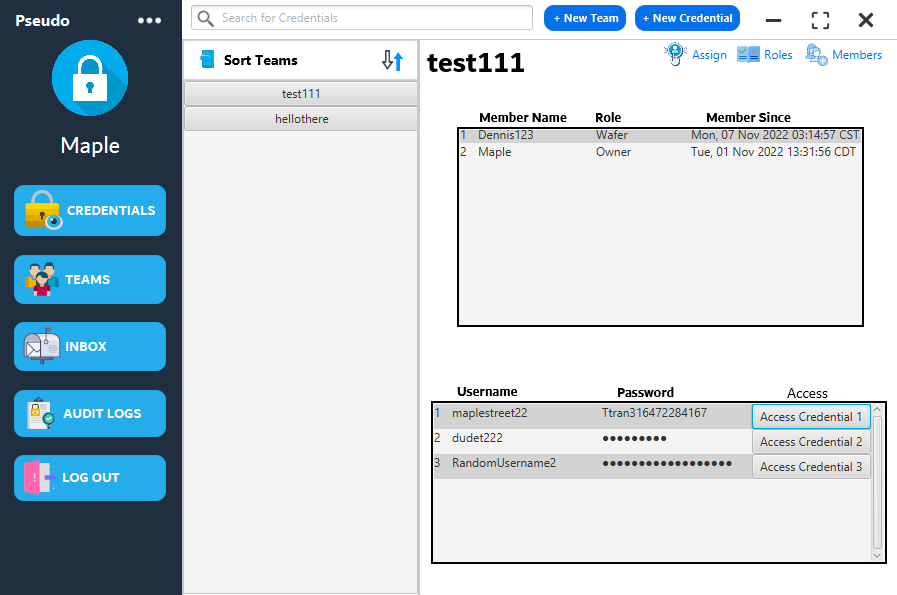 Pseudo
Maple
CREDENTIALS
TEAMS
INBOX
AUDIT LOGS
LOG OUT
Search for Credentials
+ New Team
+ New Credential
Sort Teams
test111
hellothere
test111
Assign
Roles
Members
Member Name Role Member Since
1 Dennis123 Wafer Mon, 07 Nov 2022 03:14:57 CST
2 Maple Owner Tue, 01 Nov 2022 13:31:56 CDT
Username Password Access
1 maplestreet22 Ttran316472284167 Access Credential 1
2 dudet222 ●●●●●●●●● Access Credential 2
3 RandomUsername2 ●●●●●●●●●●●●●●●●●● Access Credential 3